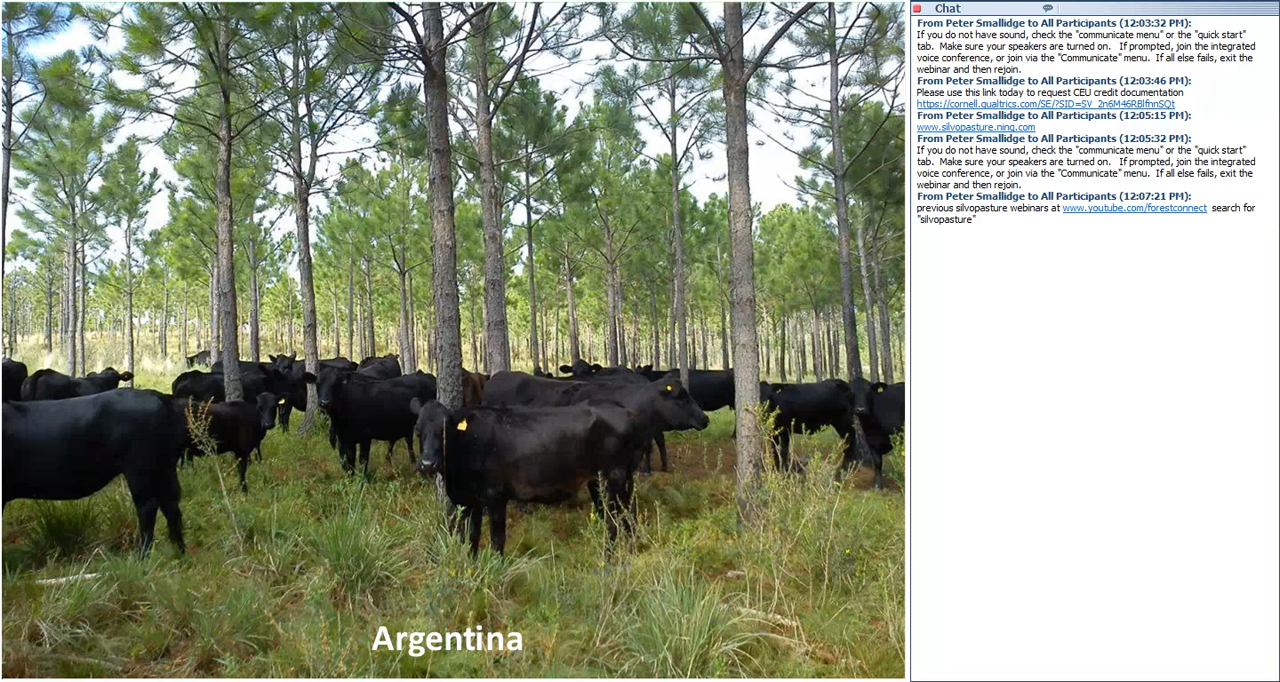 Argentina
Chat
From Peter Smallidge to All Participants (12:03:32 PM):
If you do not have sound, check the "communicate menu" or the "quick start"
tab.  Make sure your speakers are turned on.   If prompted, join the integrated
voice conference, or join via the "Communicate" menu.  If all else fails, exit the
webinar and then rejoin.
From Peter Smallidge to All Participants (12:03:46 PM):
Please use this link today to request CEU credit documentation
https://cornell.qualtrics.com/SE/?SID=SV_2n6M46RBlfnnSQt
From Peter Smallidge to All Participants (12:05:15 PM):
www.silvopasture.ning.com
From Peter Smallidge to All Participants (12:05:32 PM):
If you do not have sound, check the "communicate menu" or the "quick start"
tab.  Make sure your speakers are turned on.   If prompted, join the integrated
voice conference, or join via the "Communicate" menu.  If all else fails, exit the
webinar and then rejoin.
From Peter Smallidge to All Participants (12:07:21 PM):
previous silvopasture webinars at www.youtube.com/forestconnect  search for
"silvopasture"